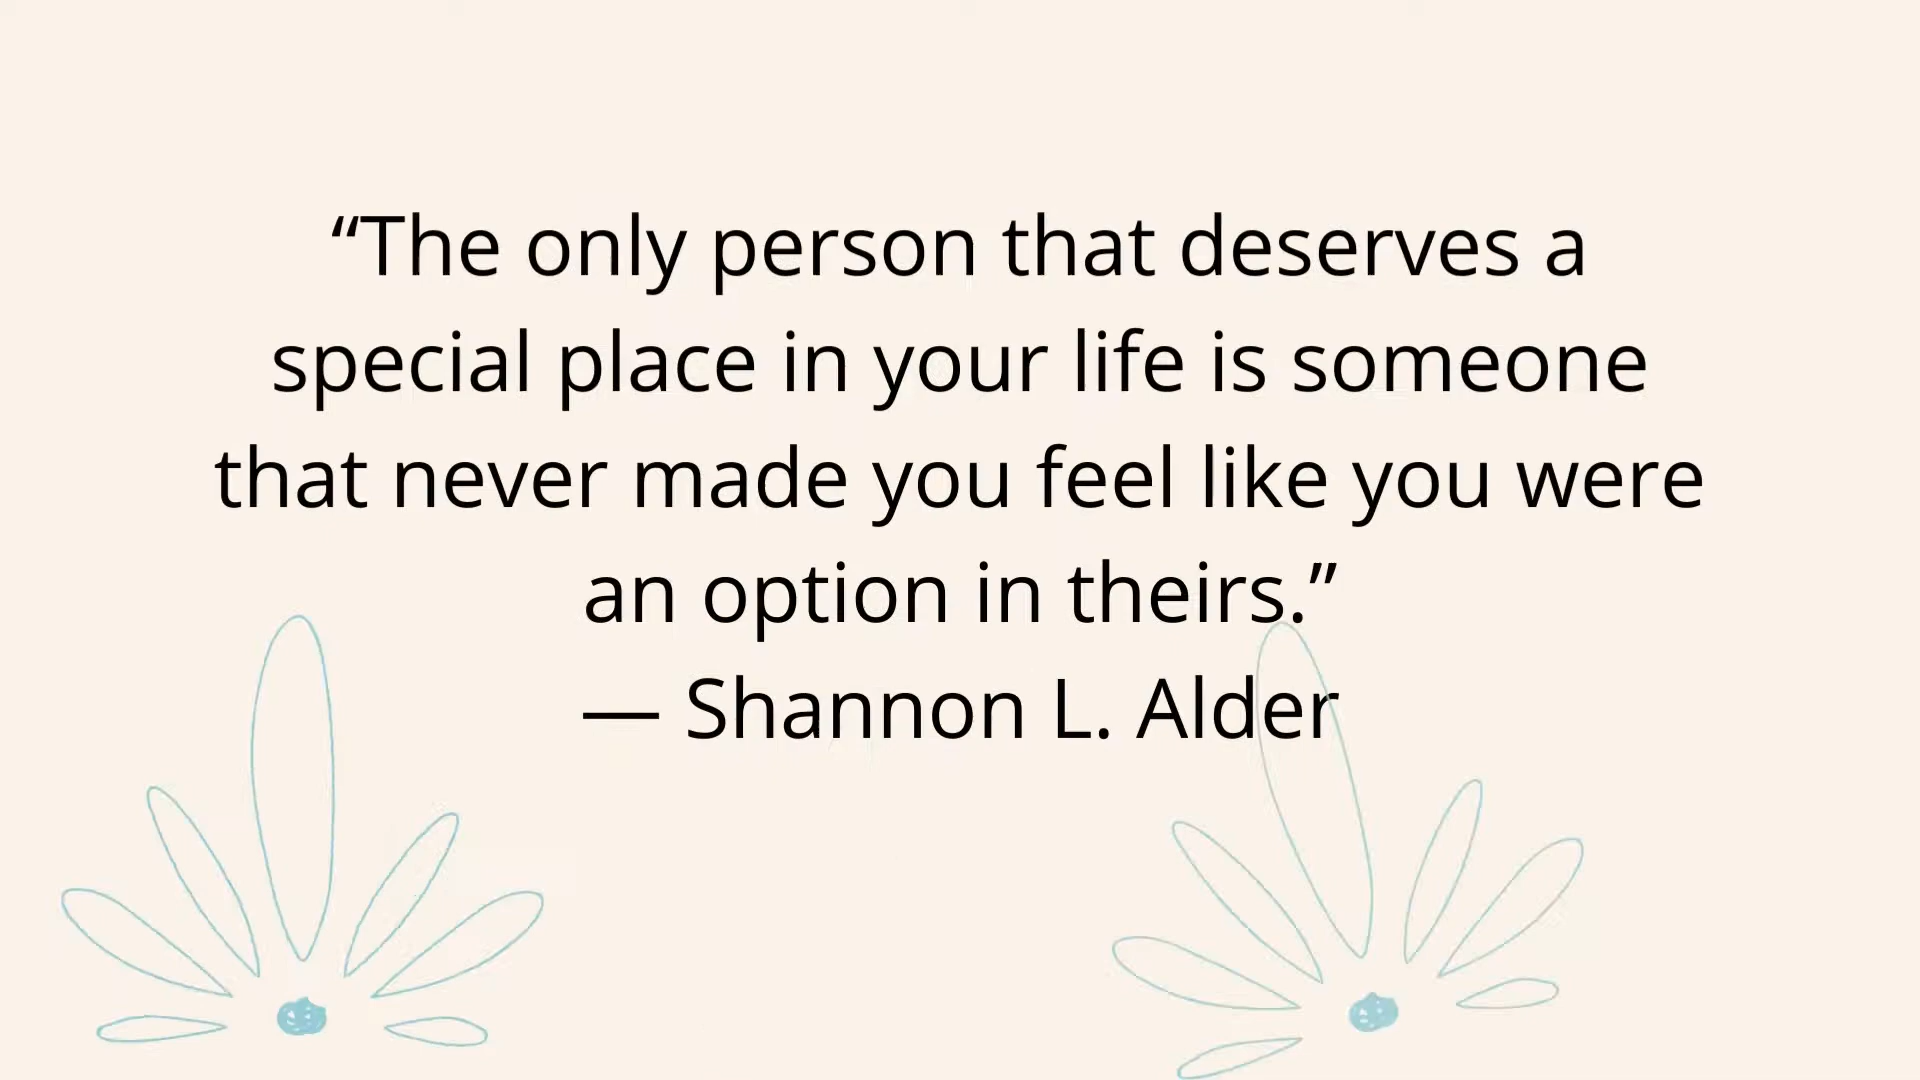 “The only person that deserves a
special place in your life is someone
that never made you feel like you were
an option in theirs.”
— Shannon L. Alder